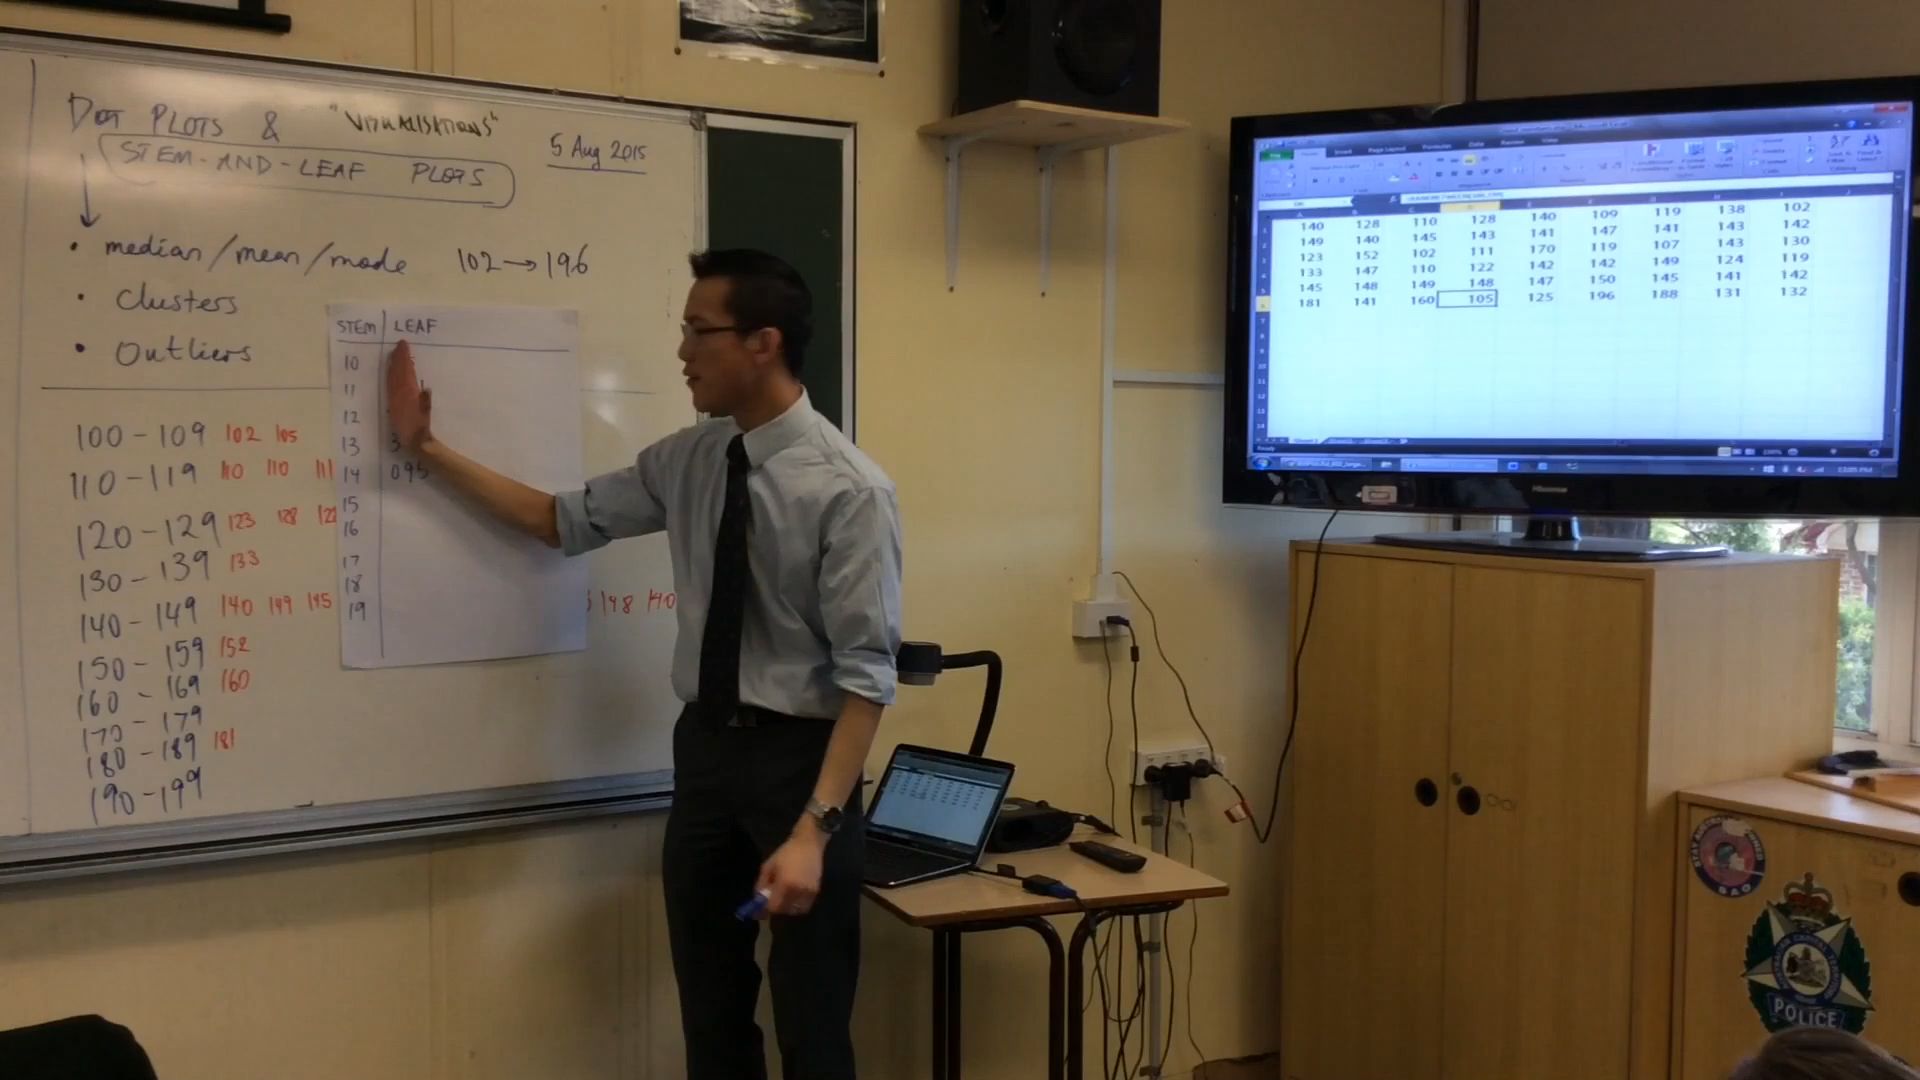 DOT PLOTS & "VISUALISATIONS"
STEM-AND-LEAF PLOTS
5 Aug 2015
• median/mean/mode 102→196
• Clusters
• Outliers
100-109 102 105
110-119 110 110 111
120-129 123 128 122
130-139 133
140-149 140 149 145 148 140
150-159 152
160-169 160
170-179
180-189 181
190-199
STEM LEAF
10
11
12
13 3
14 095
15
16
17
18
19
140 128 110 128 140 109 119 138 102
149 140 145 143 141 147 141 143 142
123 152 102 111 170 119 107 143 130
133 147 110 122 142 142 149 124 119
145 148 149 148 147 150 145 141 142
181 141 160 105 125 196 188 131 132
Hisense
POLICE